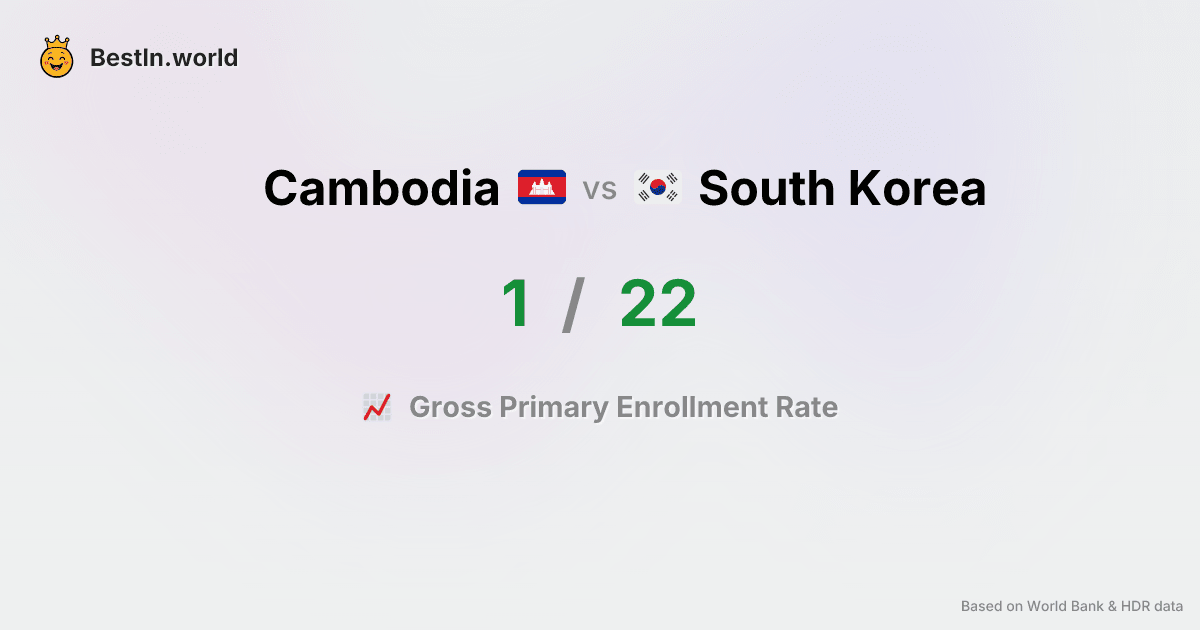 BestIn.world
Cambodia vs South Korea
1 / 22
Gross Primary Enrollment Rate
Based on World Bank & HDR data